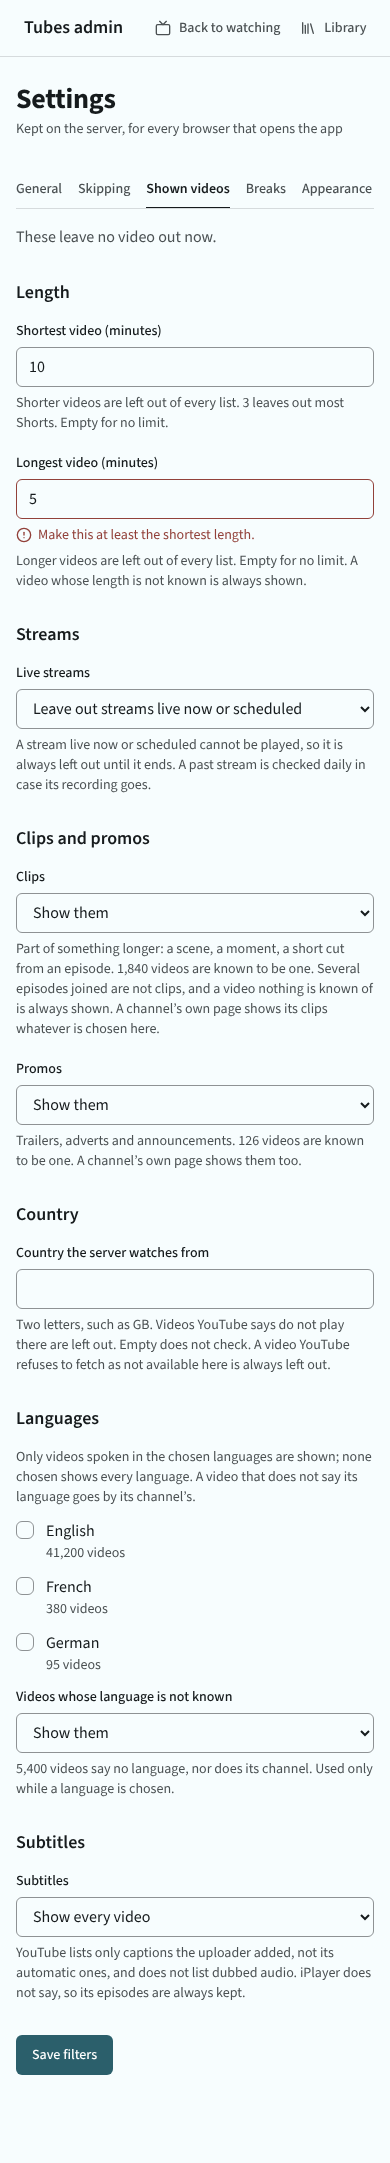 Tubes admin
Back to watching
Library
Settings
Kept on the server, for every browser that opens the app
General
Skipping
Shown videos
Breaks
Appearance
These leave no video out now.
Length
Shortest video (minutes)
10
Shorter videos are left out of every list. 3 leaves out most
Shorts. Empty for no limit.
Longest video (minutes)
5
Make this at least the shortest length.
Longer videos are left out of every list. Empty for no limit. A
video whose length is not known is always shown.
Streams
Live streams
Leave out streams live now or scheduled
A stream live now or scheduled cannot be played, so it is
always left out until it ends. A past stream is checked daily in
case its recording goes.
Clips and promos
Clips
Show them
Part of something longer: a scene, a moment, a short cut
from an episode. 1,840 videos are known to be one. Several
episodes joined are not clips, and a video nothing is known of
is always shown. A channel’s own page shows its clips
whatever is chosen here.
Promos
Show them
Trailers, adverts and announcements. 126 videos are known
to be one. A channel’s own page shows them too.
Country
Country the server watches from
Two letters, such as GB. Videos YouTube says do not play
there are left out. Empty does not check. A video YouTube
refuses to fetch as not available here is always left out.
Languages
Only videos spoken in the chosen languages are shown; none
chosen shows every language. A video that does not say its
language goes by its channel’s.
English
41,200 videos
French
380 videos
German
95 videos
Videos whose language is not known
Show them
5,400 videos say no language, nor does its channel. Used only
while a language is chosen.
Subtitles
Subtitles
Show every video
YouTube lists only captions the uploader added, not its
automatic ones, and does not list dubbed audio. iPlayer does
not say, so its episodes are always kept.
Save filters